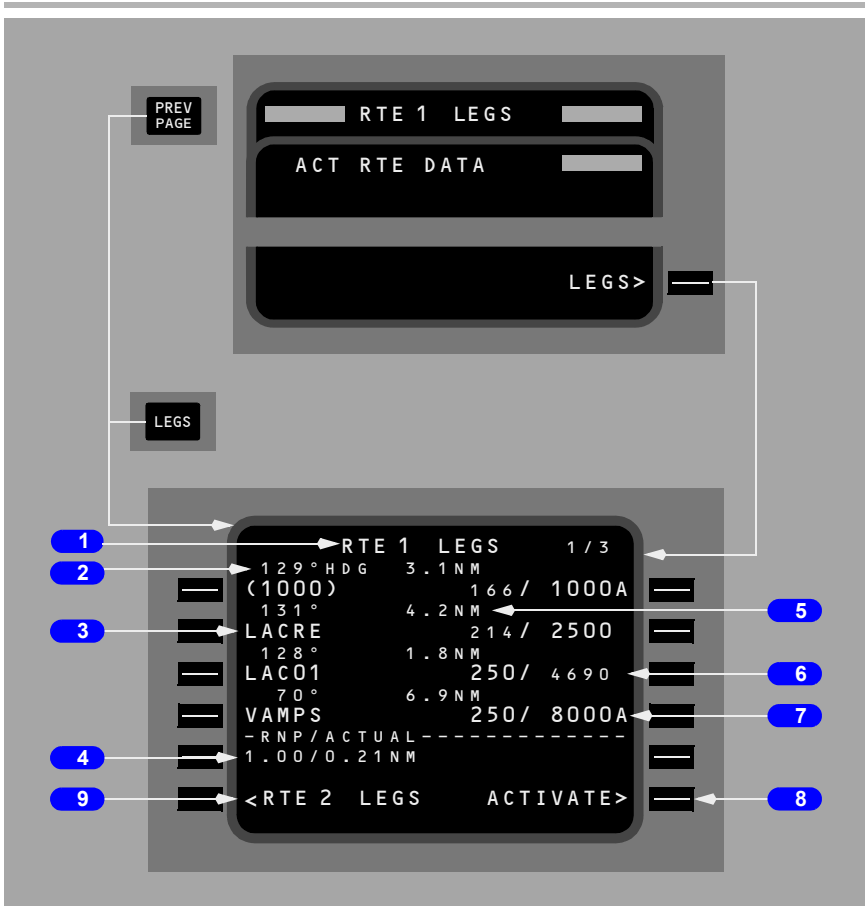 PREV
PAGE
RTE 1 LEGS
ACT RTE DATA
LEGS>
LEGS
RTE 1 LEGS 1/3
129°HDG 3.1NM
(1000) 166/ 1000A
131° 4.2NM
LACRE 214/ 2500
128° 1.8NM
LACO1 250/ 4690
70° 6.9NM
VAMPS 250/ 8000A
-RNP/ACTUAL-------------
1.00/0.21NM
<RTE 2 LEGS ACTIVATE>
1
2
3
4
9
5
6
7
8